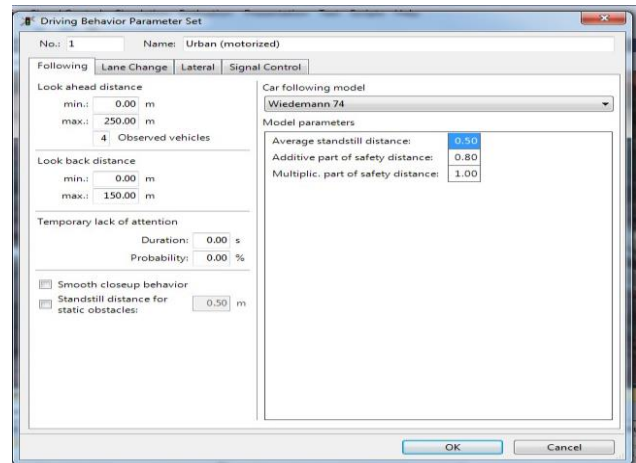 Driving Behavior Parameter Set
No.: 1 Name: Urban (motorized)
Following Lane Change Lateral Signal Control
Look ahead distance
min.: 0.00 m
max.: 250.00 m
4 Observed vehicles
Look back distance
min.: 0.00 m
max.: 150.00 m
Temporary lack of attention
Duration: 0.00 s
Probability: 0.00 %
Smooth closeup behavior
Standstill distance for
static obstacles: 0.50 m
Car following model
Wiedemann 74
Model parameters
Average standstill distance: 0.50
Additive part of safety distance: 0.80
Multiplic. part of safety distance: 1.00
OK Cancel